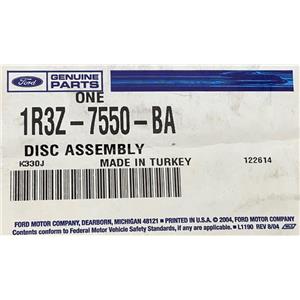 Ford GENUINE
PARTS
ONE
1R3Z-7550-BA
DISC ASSEMBLY
K330J MADE IN TURKEY 122614
FORD MOTOR COMPANY, DEARBORN, MICHIGAN 48121 • PRINTED IN U.S.A. © 2004, FORD MOTOR COMPANY
Contents conform to Federal Motor Vehicle Safety Standards, if any are applicable. • L1190 REV 8/04